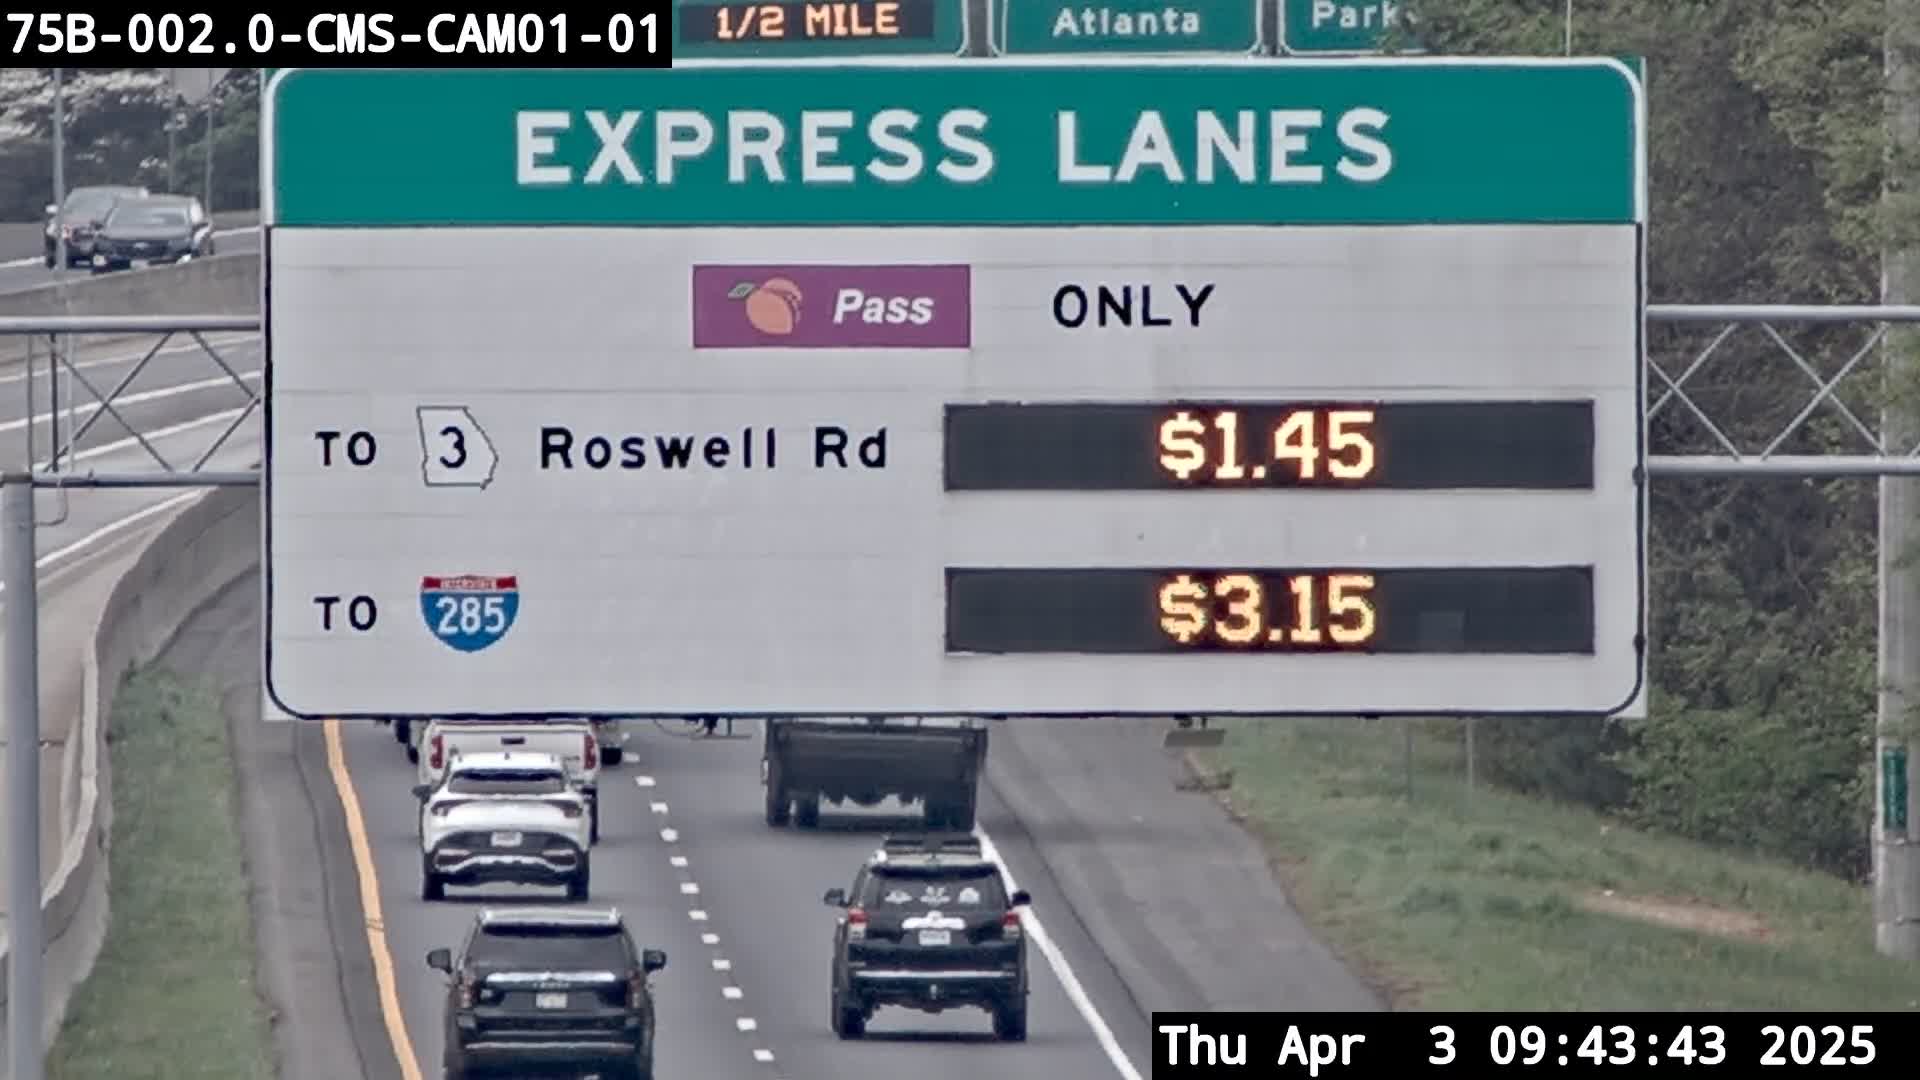 75B-002.0-CMS-CAM01-01
1/2 MILE
Atlanta
Park
EXPRESS LANES
Pass ONLY
TO 3 Roswell Rd $1.45
TO INTERSTATE 285 $3.15
Thu Apr 3 09:43:43 2025